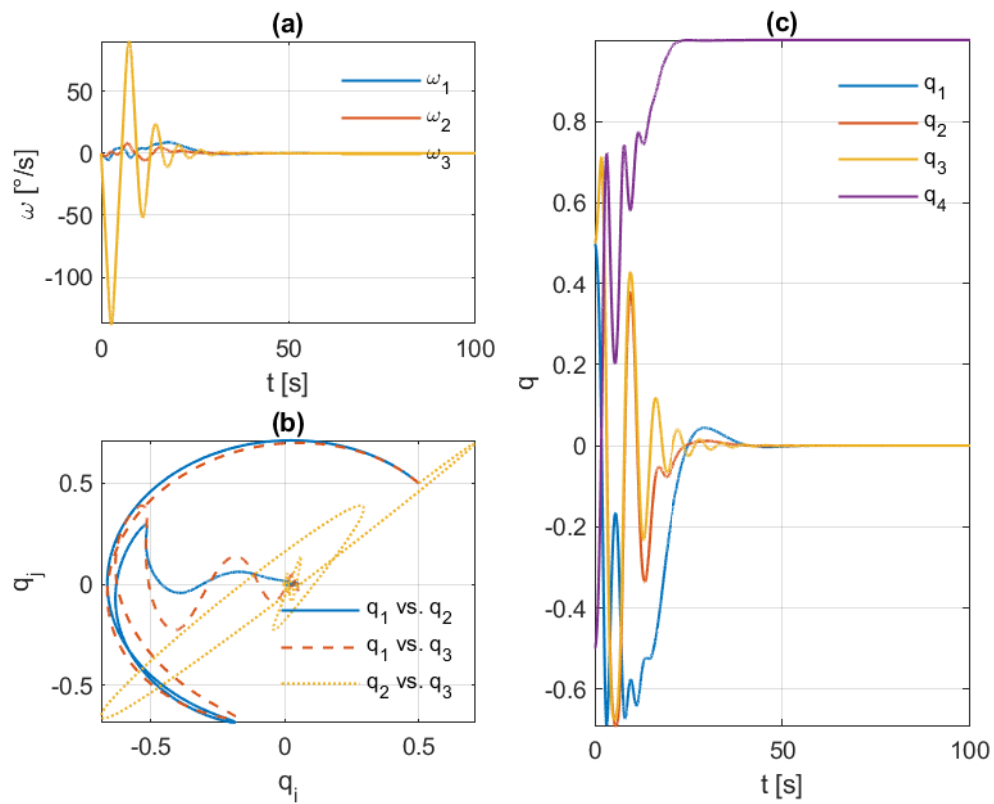 (a)
ω [°/s]
50
0
-50
-100
ω1
ω2
ω3
0
50
100
t [s]
(b)
qj
0.5
0
-0.5
q1 vs. q2
q1 vs. q3
q2 vs. q3
-0.5
0
0.5
qi
(c)
q
0.8
0.6
0.4
0.2
0
-0.2
-0.4
-0.6
q1
q2
q3
q4
0
50
100
t [s]